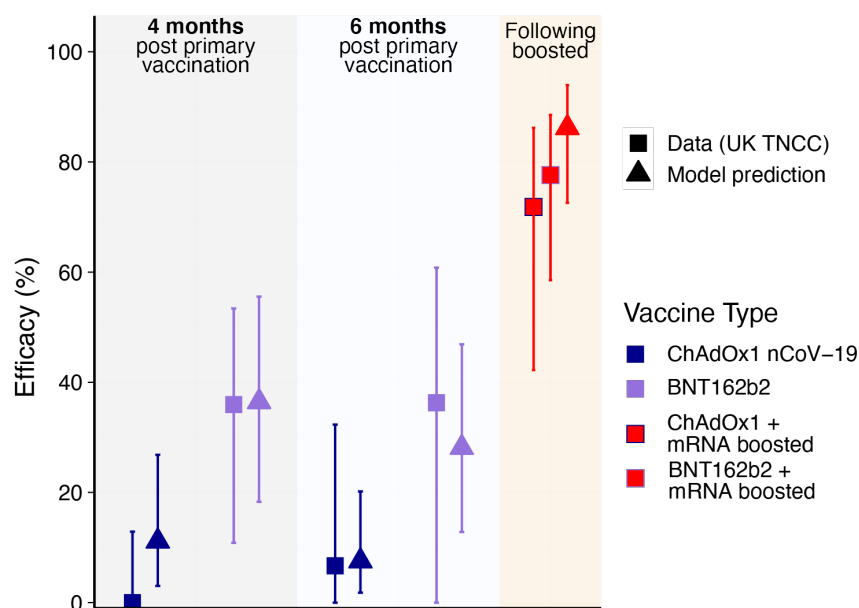 4 months
post primary
vaccination
6 months
post primary
vaccination
Following
boosted
100
80
60
40
20
0
Efficacy (%)
Data (UK TNCC)
Model prediction
Vaccine Type
ChAdOx1 nCoV−19
BNT162b2
ChAdOx1 +
mRNA boosted
BNT162b2 +
mRNA boosted